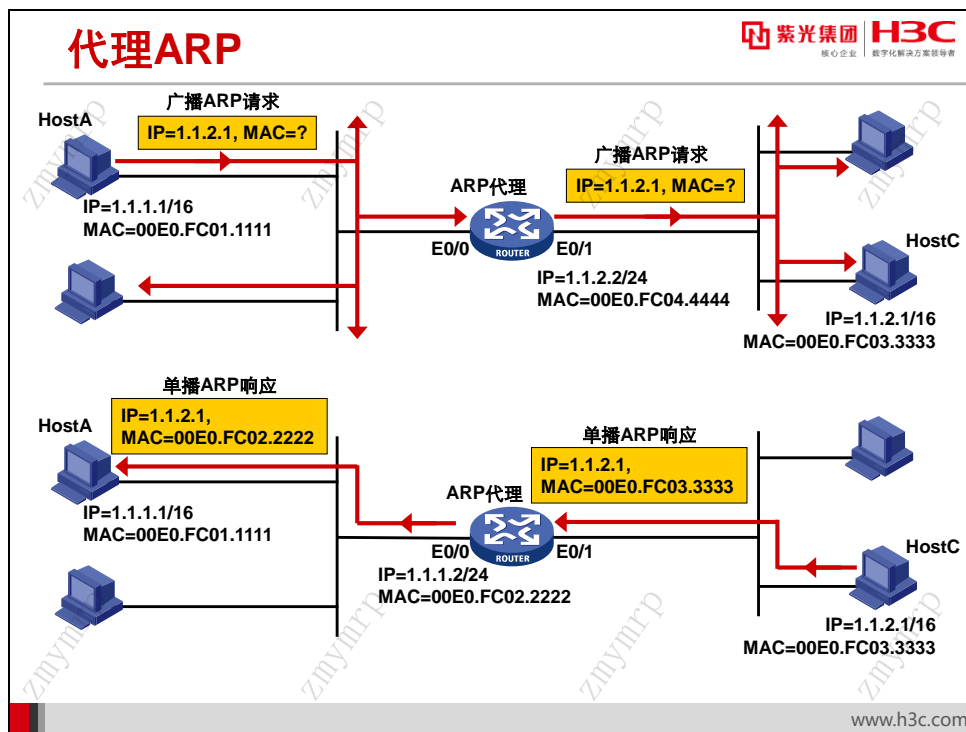 代理ARP
紫光集团
核心企业
H3C
数字化解决方案领导者
广播ARP请求
HostA
IP=1.1.2.1, MAC=?
IP=1.1.1.1/16
MAC=00E0.FC01.1111
ARP代理
E0/0
ROUTER
E0/1
广播ARP请求
IP=1.1.2.1, MAC=?
IP=1.1.2.2/24
MAC=00E0.FC04.4444
HostC
IP=1.1.2.1/16
MAC=00E0.FC03.3333
单播ARP响应
HostA
IP=1.1.2.1,
MAC=00E0.FC02.2222
IP=1.1.1.1/16
MAC=00E0.FC01.1111
ARP代理
E0/0
ROUTER
E0/1
IP=1.1.1.2/24
MAC=00E0.FC02.2222
单播ARP响应
IP=1.1.2.1,
MAC=00E0.FC03.3333
HostC
IP=1.1.2.1/16
MAC=00E0.FC03.3333
zmymrp
zmymrp
zmymrp
zmymrp
zmymrp
zmymrp
zmymrp
zmymrp
www.h3c.com